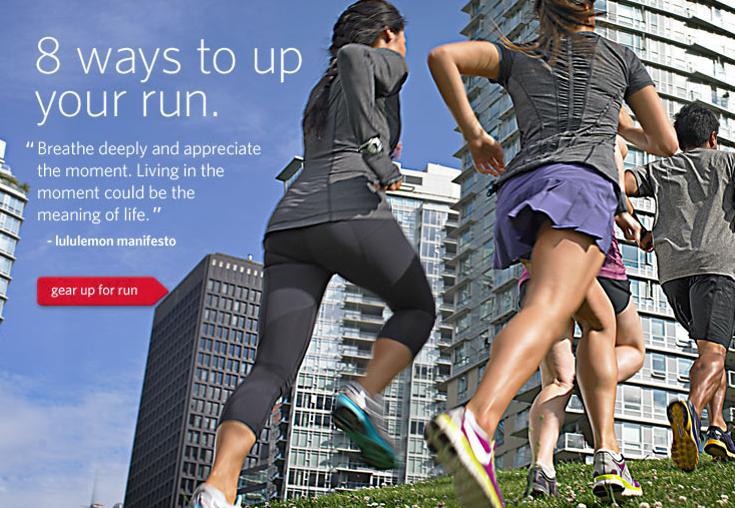 8 ways to up
your run.
“ Breathe deeply and appreciate
the moment. Living in the
moment could be the
meaning of life. ”
- lululemon manifesto
gear up for run